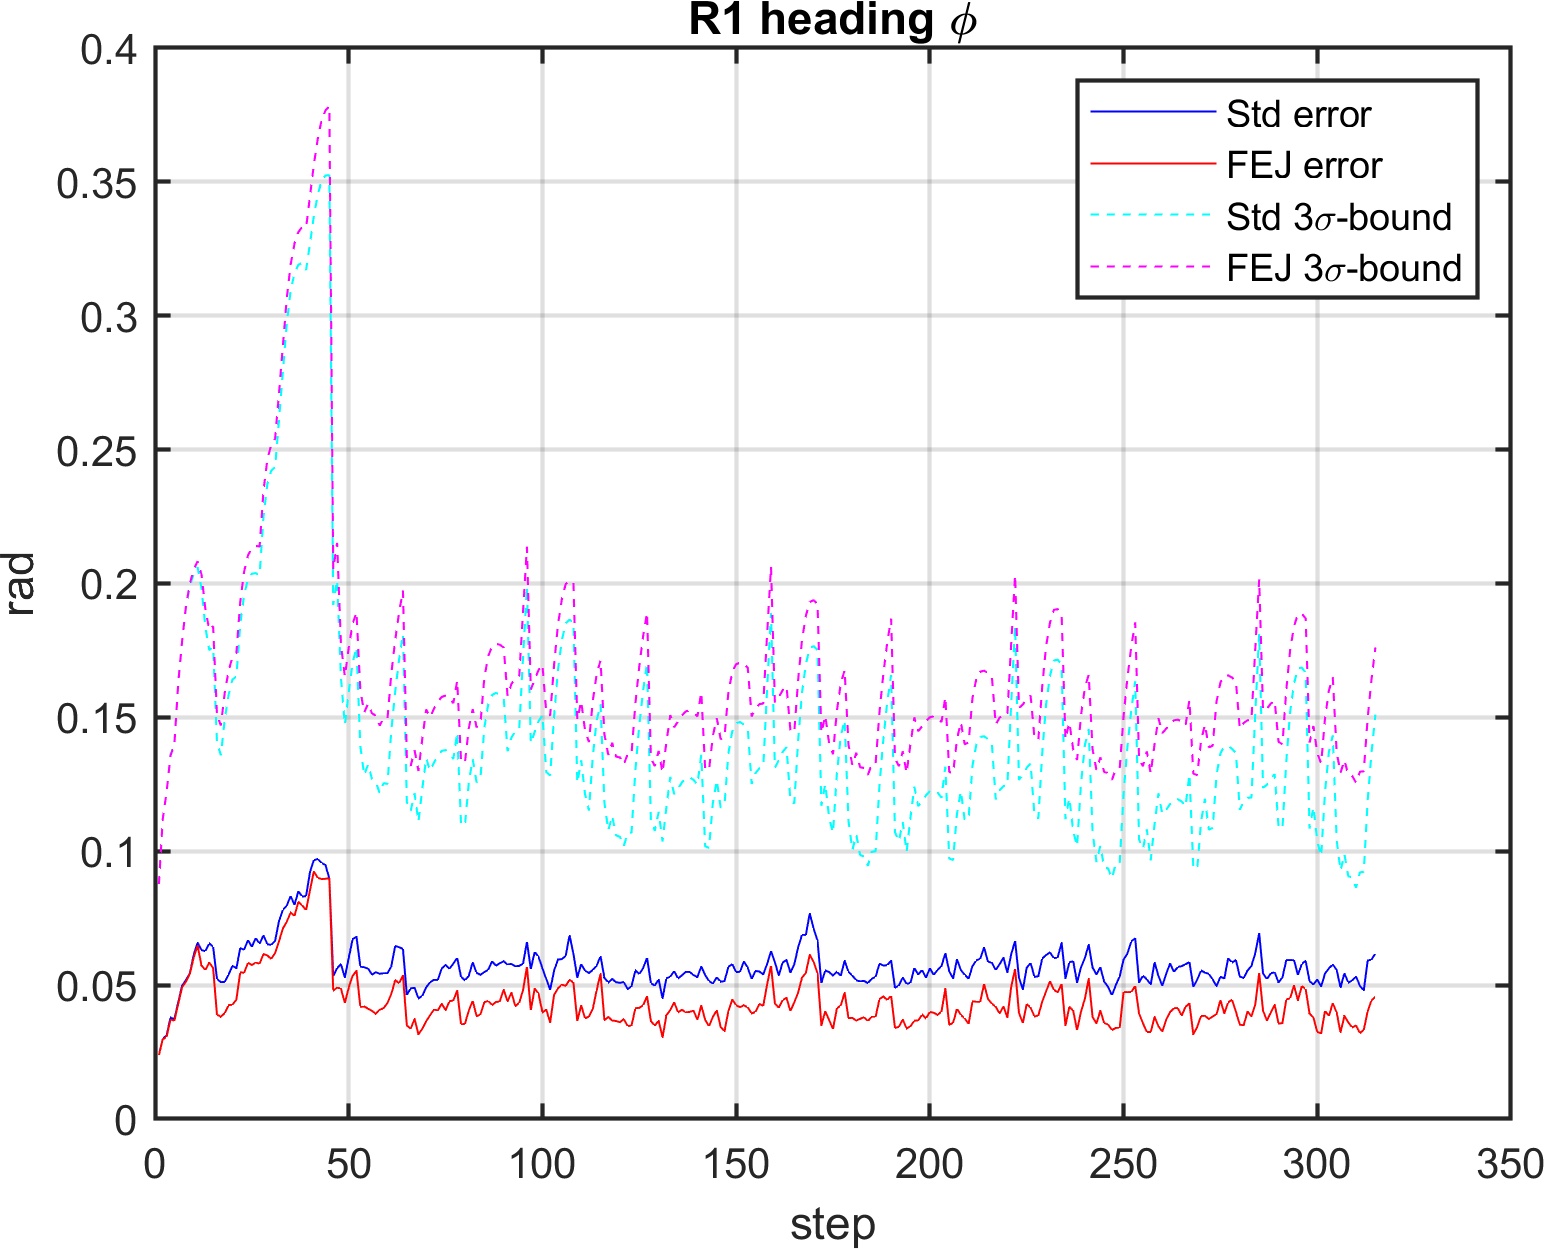 R1 heading ϕ
0.4
0.35
0.3
0.25
0.2
0.15
0.1
0.05
0
rad
Std error
FEJ error
Std 3σ-bound
FEJ 3σ-bound
0 50 100 150 200 250 300 350
step